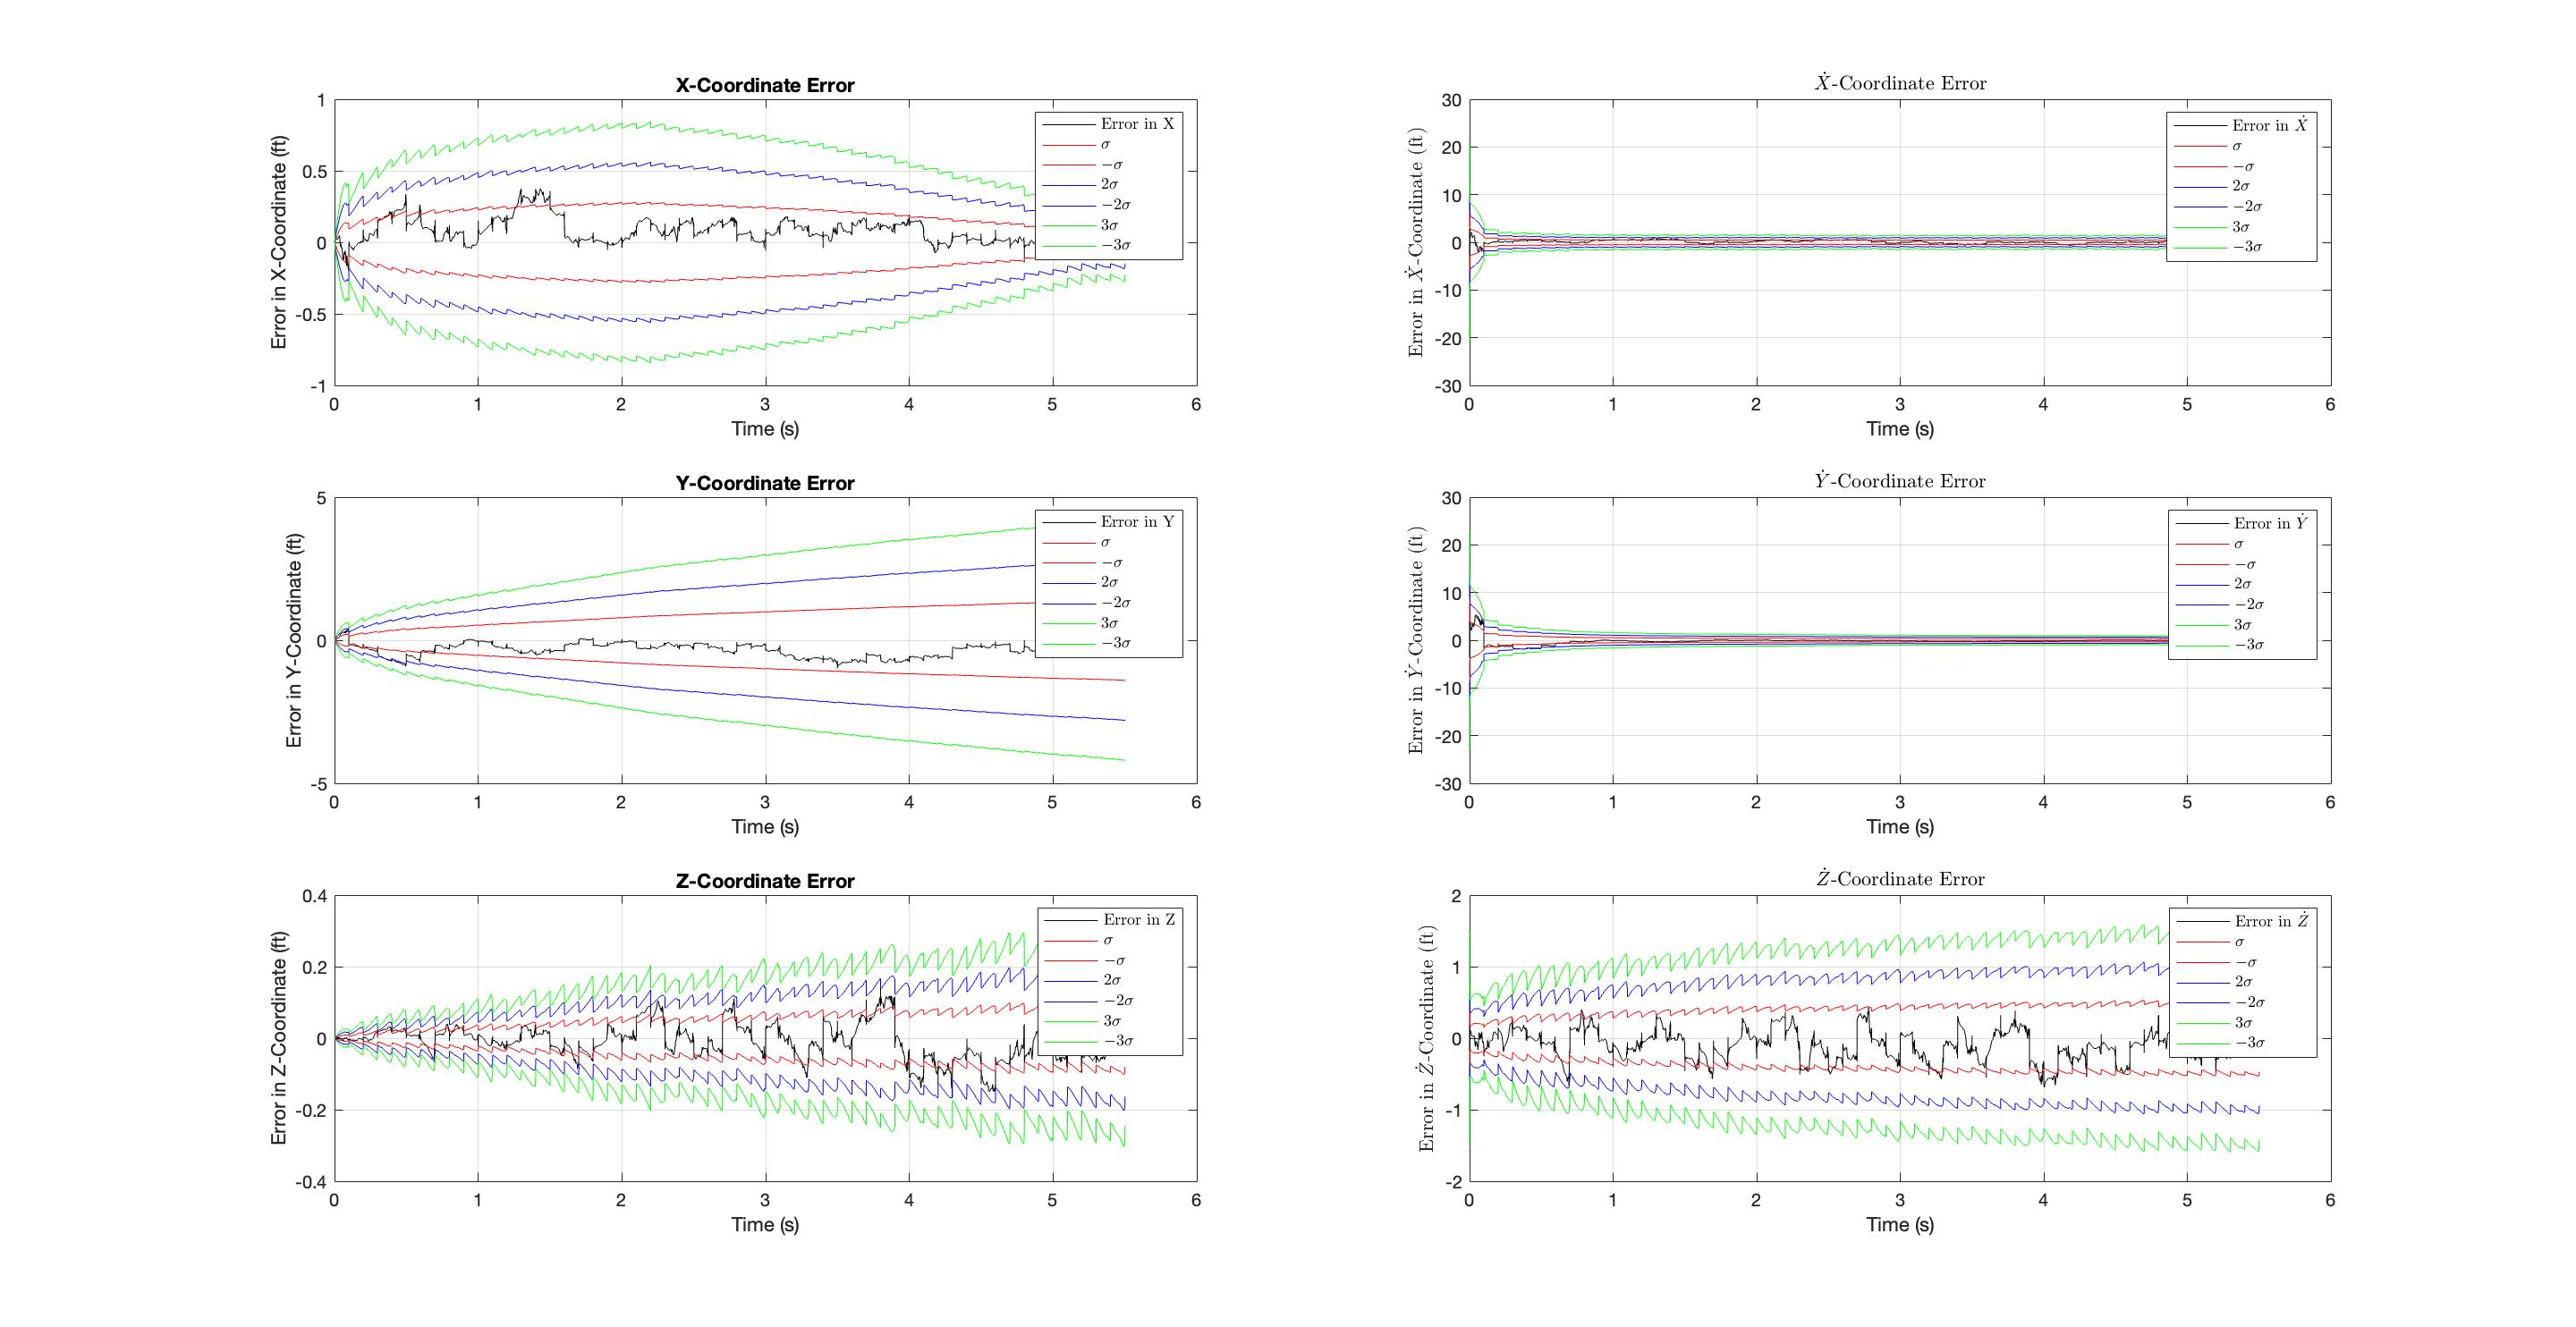 X-Coordinate Error
Error in X-Coordinate (ft)
1
0.5
0
-0.5
-1
0 1 2 3 4 5 6
Time (s)
Error in X
σ
−σ
2σ
−2σ
3σ
−3σ
Ẋ-Coordinate Error
Error in Ẋ-Coordinate (ft)
30
20
10
0
-10
-20
-30
0 1 2 3 4 5 6
Time (s)
Error in Ẋ
σ
−σ
2σ
−2σ
3σ
−3σ
Y-Coordinate Error
Error in Y-Coordinate (ft)
5
0
-5
0 1 2 3 4 5 6
Time (s)
Error in Y
σ
−σ
2σ
−2σ
3σ
−3σ
Ẏ-Coordinate Error
Error in Ẏ-Coordinate (ft)
30
20
10
0
-10
-20
-30
0 1 2 3 4 5 6
Time (s)
Error in Ẏ
σ
−σ
2σ
−2σ
3σ
−3σ
Z-Coordinate Error
Error in Z-Coordinate (ft)
0.4
0.2
0
-0.2
-0.4
0 1 2 3 4 5 6
Time (s)
Error in Z
σ
−σ
2σ
−2σ
3σ
−3σ
Ż-Coordinate Error
Error in Ż-Coordinate (ft)
2
1
0
-1
-2
0 1 2 3 4 5 6
Time (s)
Error in Ż
σ
−σ
2σ
−2σ
3σ
−3σ